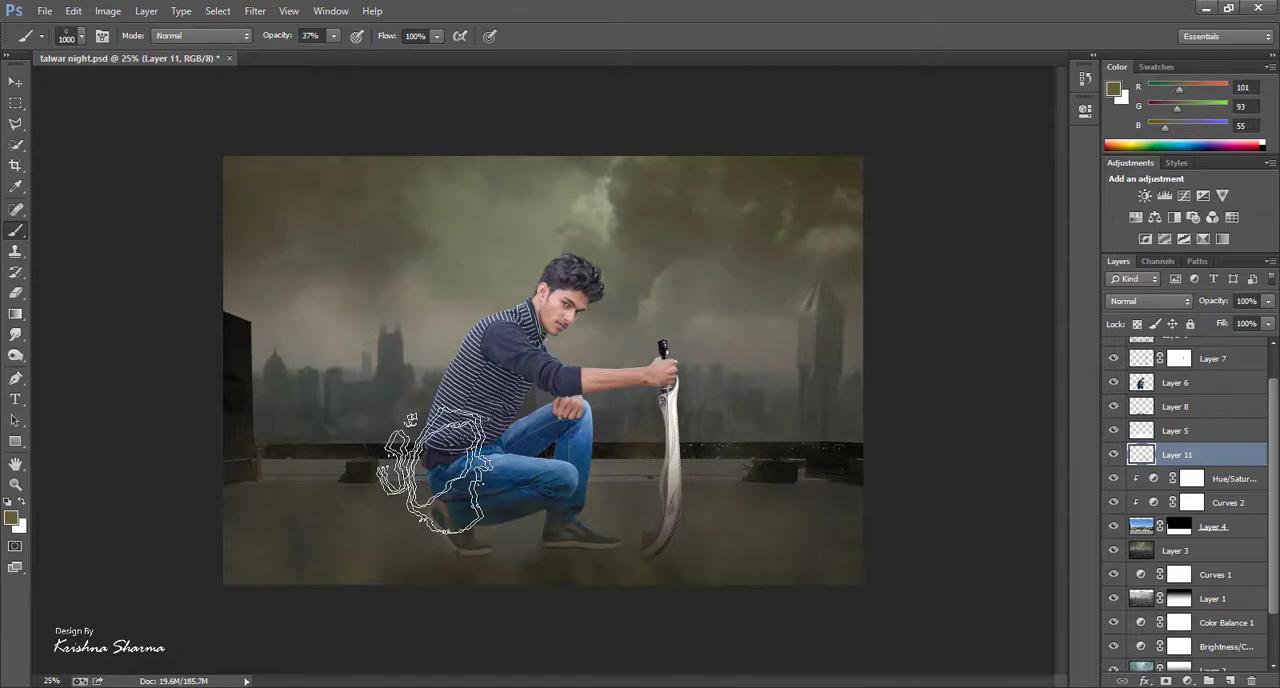 Ps File Edit Image Layer Type Select Filter View Window Help
1000 Mode: Normal Opacity: 37% Flow: 100% Essentials
talwar night.psd @ 25% (Layer 11, RGB/8) * ×
Color Swatches
R 101
G 93
B 55
Adjustments Styles
Add an adjustment
Layers Channels Paths
Kind
Normal Opacity: 100%
Lock: Fill: 100%
Layer 7
Layer 6
Layer 8
Layer 5
Layer 11
Hue/Satur...
Curves 2
Layer 4
Layer 3
Curves 1
Layer 1
Color Balance 1
Brightness/C...
Design By
Krishna Sharma
25% Doc: 19.6M/185.7M